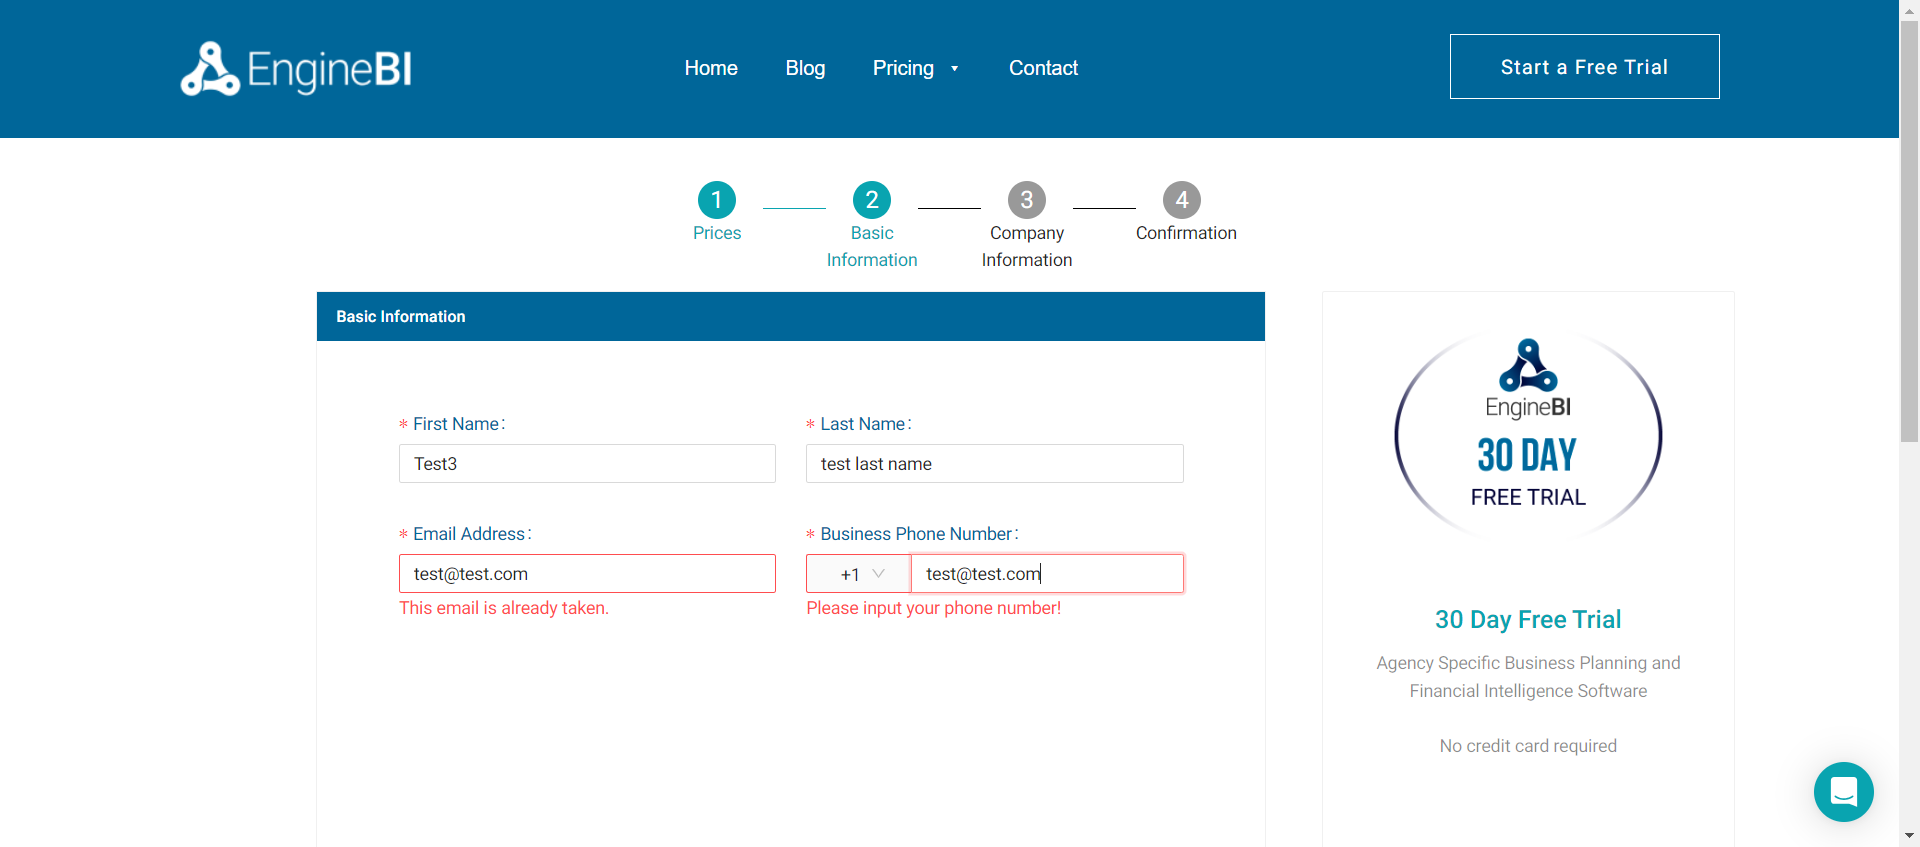 EngineBI
Home
Blog
Pricing
Contact
Start a Free Trial
1
2
3
4
Prices
Basic
Information
Company
Information
Confirmation
Basic Information
* First Name:
Test3
* Last Name:
test last name
* Email Address:
test@test.com
This email is already taken.
* Business Phone Number:
+1
test@test.com
Please input your phone number!
EngineBI
30 DAY
FREE TRIAL
30 Day Free Trial
Agency Specific Business Planning and
Financial Intelligence Software
No credit card required